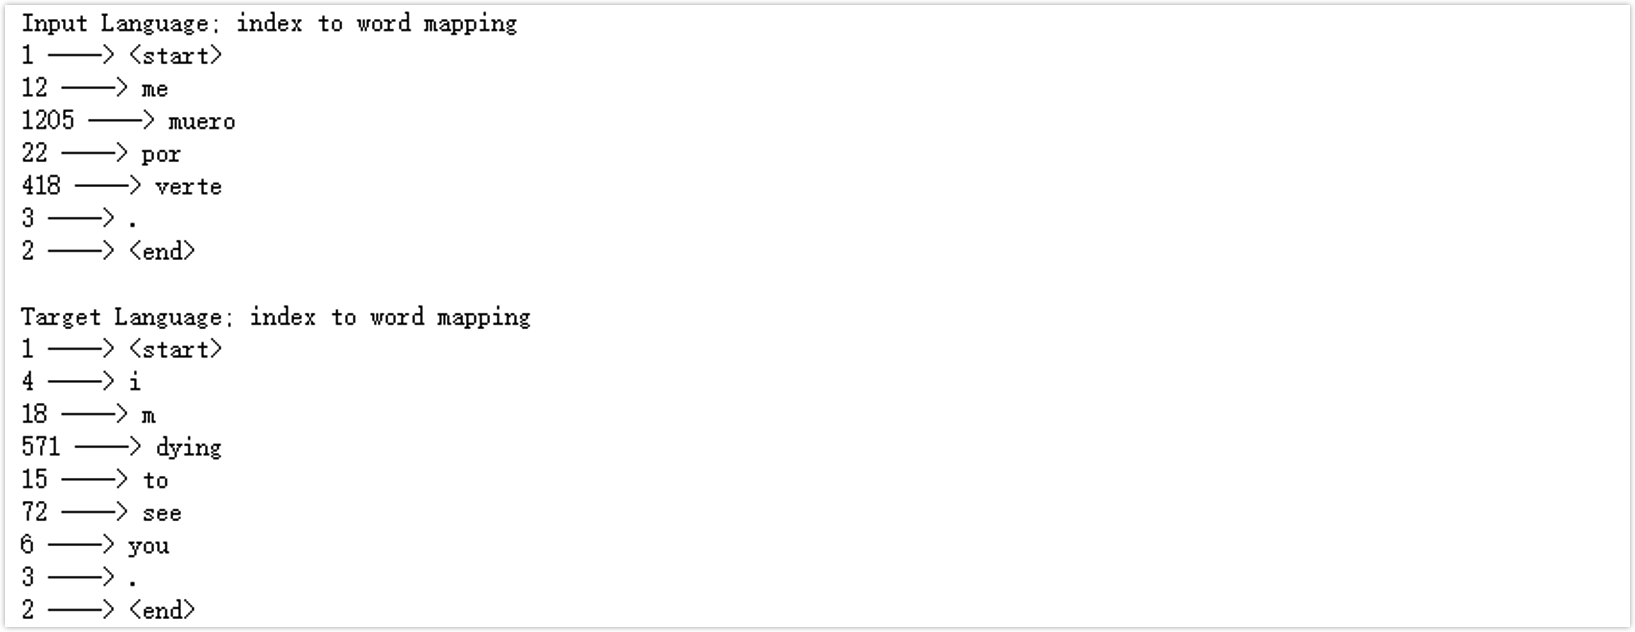 Input Language; index to word mapping
1 ----> <start>
12 ----> me
1205 ----> muero
22 ----> por
418 ----> verte
3 ----> .
2 ----> <end>
Target Language; index to word mapping
1 ----> <start>
4 ----> i
18 ----> m
571 ----> dying
15 ----> to
72 ----> see
6 ----> you
3 ----> .
2 ----> <end>